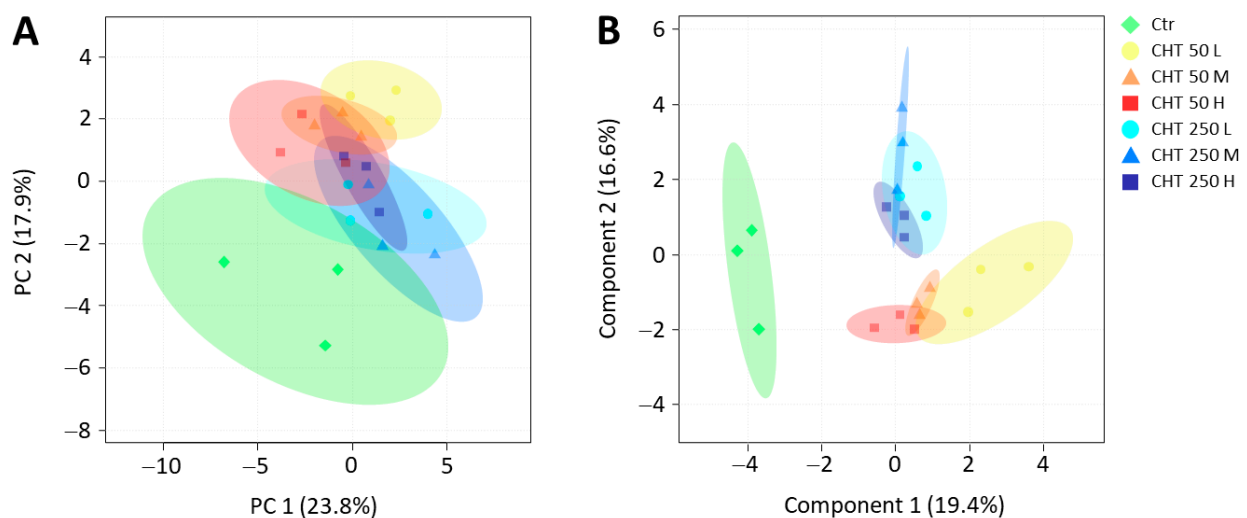 A
4
2
0
−2
−4
−6
−8
−10
−5
0
5
PC 2 (17.9%)
PC 1 (23.8%)
B
6
4
2
0
−2
−4
−4
−2
0
2
4
Component 2 (16.6%)
Component 1 (19.4%)
Ctr
CHT 50 L
CHT 50 M
CHT 50 H
CHT 250 L
CHT 250 M
CHT 250 H